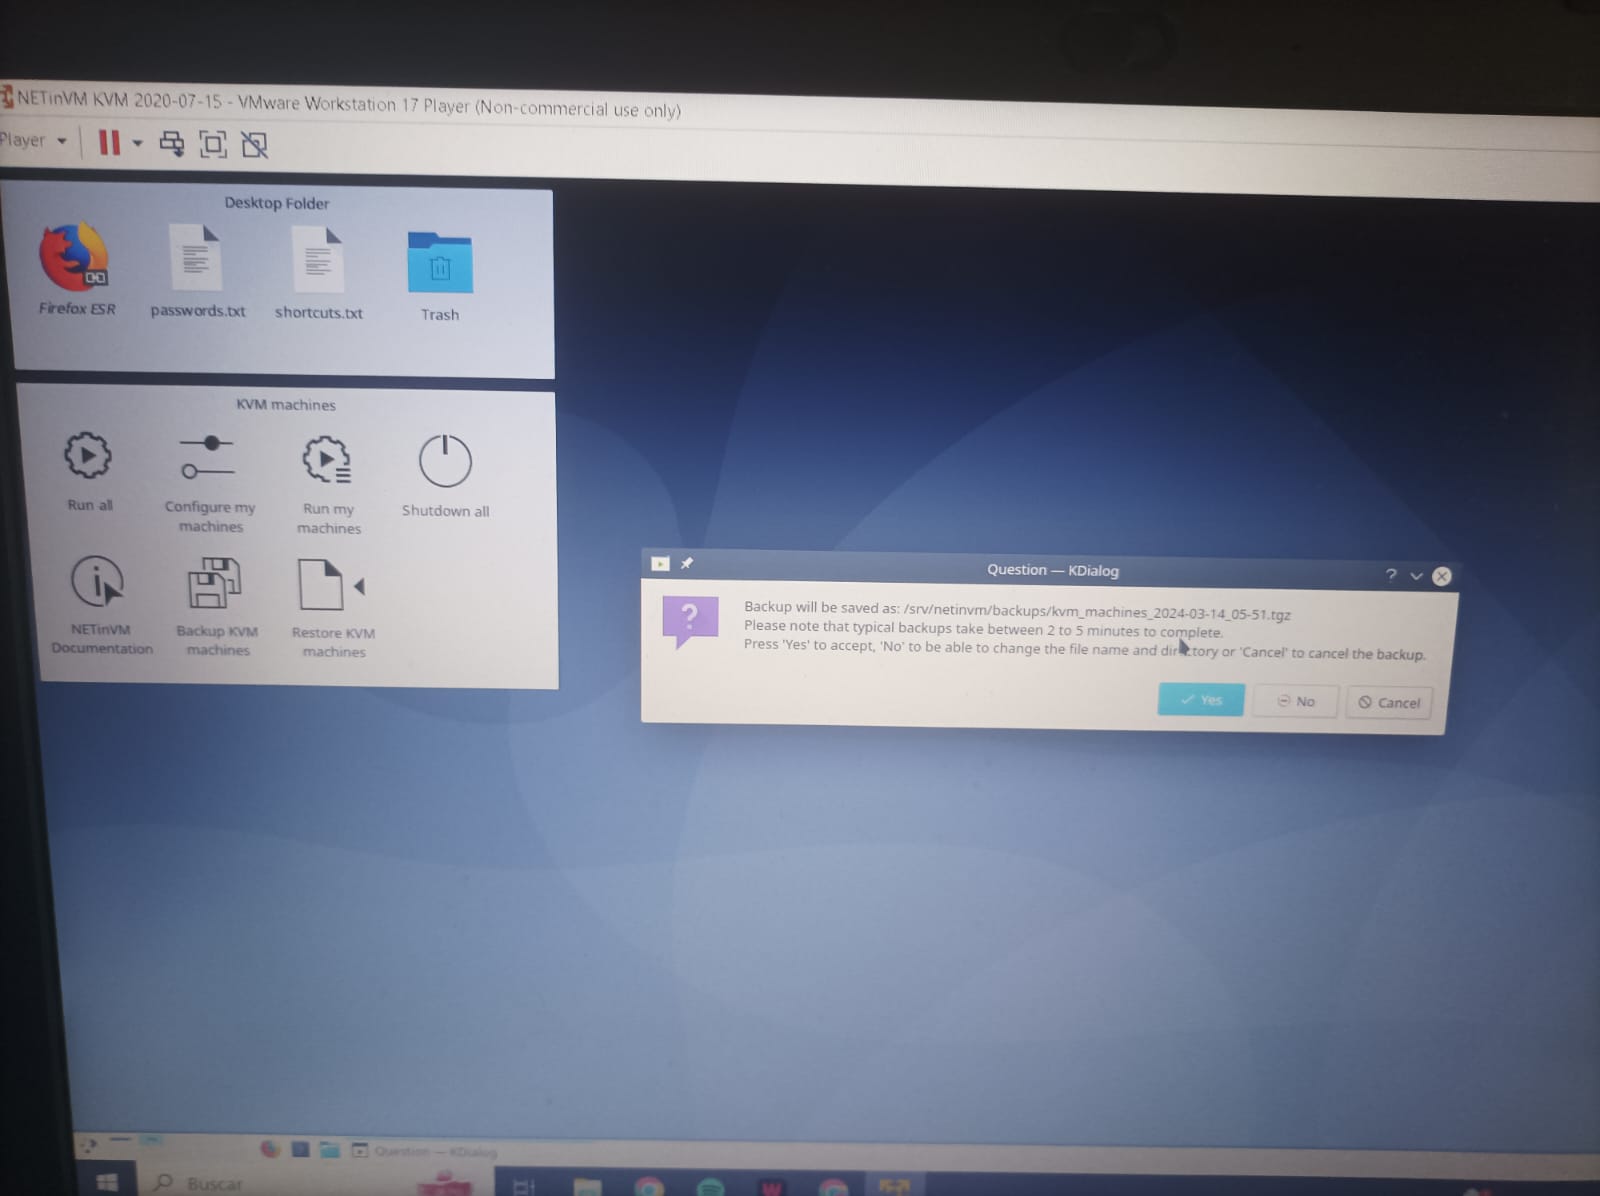 NETinVM KVM 2020-07-15 - VMware Workstation 17 Player (Non-commercial use only)
Player
Desktop Folder
Firefox ESR
passwords.txt
shortcuts.txt
Trash
KVM machines
Run all
Configure my
machines
Run my
machines
Shutdown all
NETinVM
Documentation
Backup KVM
machines
Restore KVM
machines
Question — KDialog
Backup will be saved as: /srv/netinvm/backups/kvm_machines_2024-03-14_05-51.tgz
Please note that typical backups take between 2 to 5 minutes to complete.
Press 'Yes' to accept, 'No' to be able to change the file name and directory or 'Cancel' to cancel the backup.
Yes
No
Cancel
Question — KDialog
Buscar